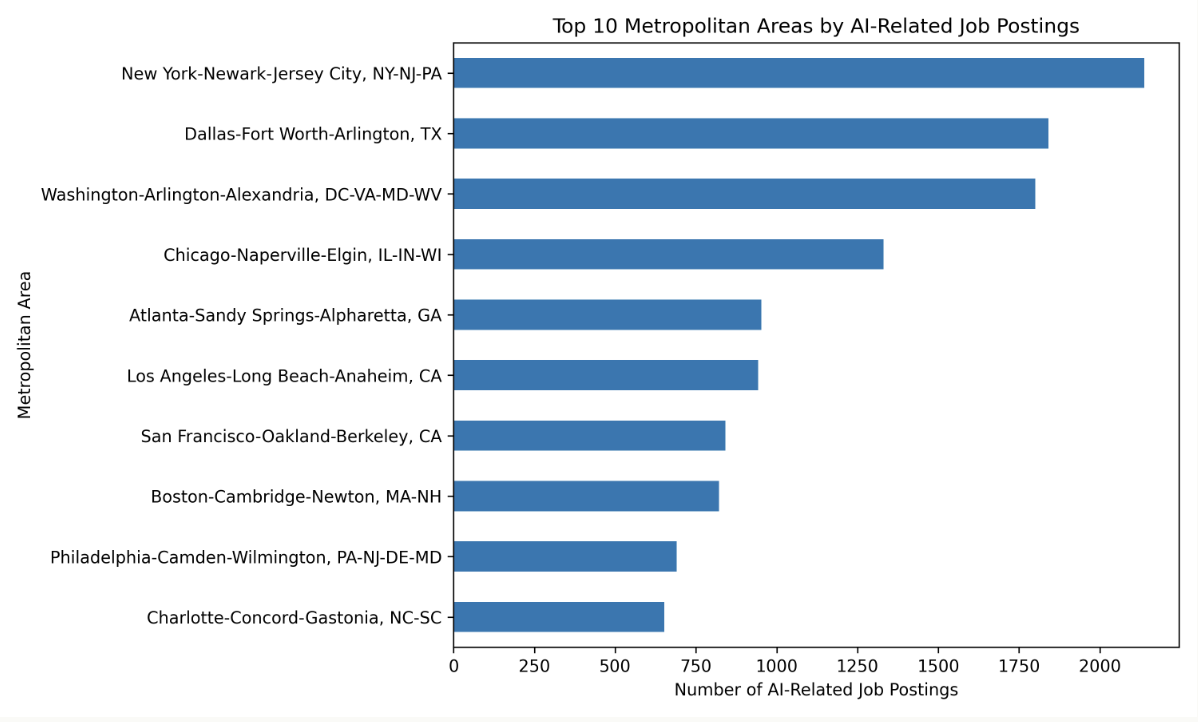 Top 10 Metropolitan Areas by AI-Related Job Postings
New York-Newark-Jersey City, NY-NJ-PA
Dallas-Fort Worth-Arlington, TX
Washington-Arlington-Alexandria, DC-VA-MD-WV
Chicago-Naperville-Elgin, IL-IN-WI
Atlanta-Sandy Springs-Alpharetta, GA
Los Angeles-Long Beach-Anaheim, CA
San Francisco-Oakland-Berkeley, CA
Boston-Cambridge-Newton, MA-NH
Philadelphia-Camden-Wilmington, PA-NJ-DE-MD
Charlotte-Concord-Gastonia, NC-SC
Metropolitan Area
0 250 500 750 1000 1250 1500 1750 2000
Number of AI-Related Job Postings